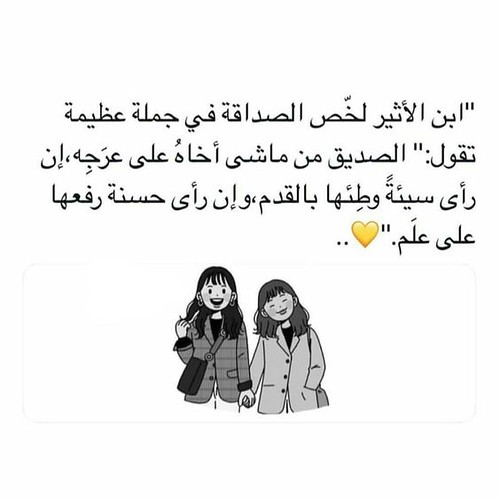 "ابن الأثير لخّص الصداقة في جملة عظيمة
تقول:" الصديق من ماشى أخاهُ على عرَجِه،إن
رأى سيئةً وطِئها بالقدم،وإن رأى حسنة رفعها
على علَم."💛..